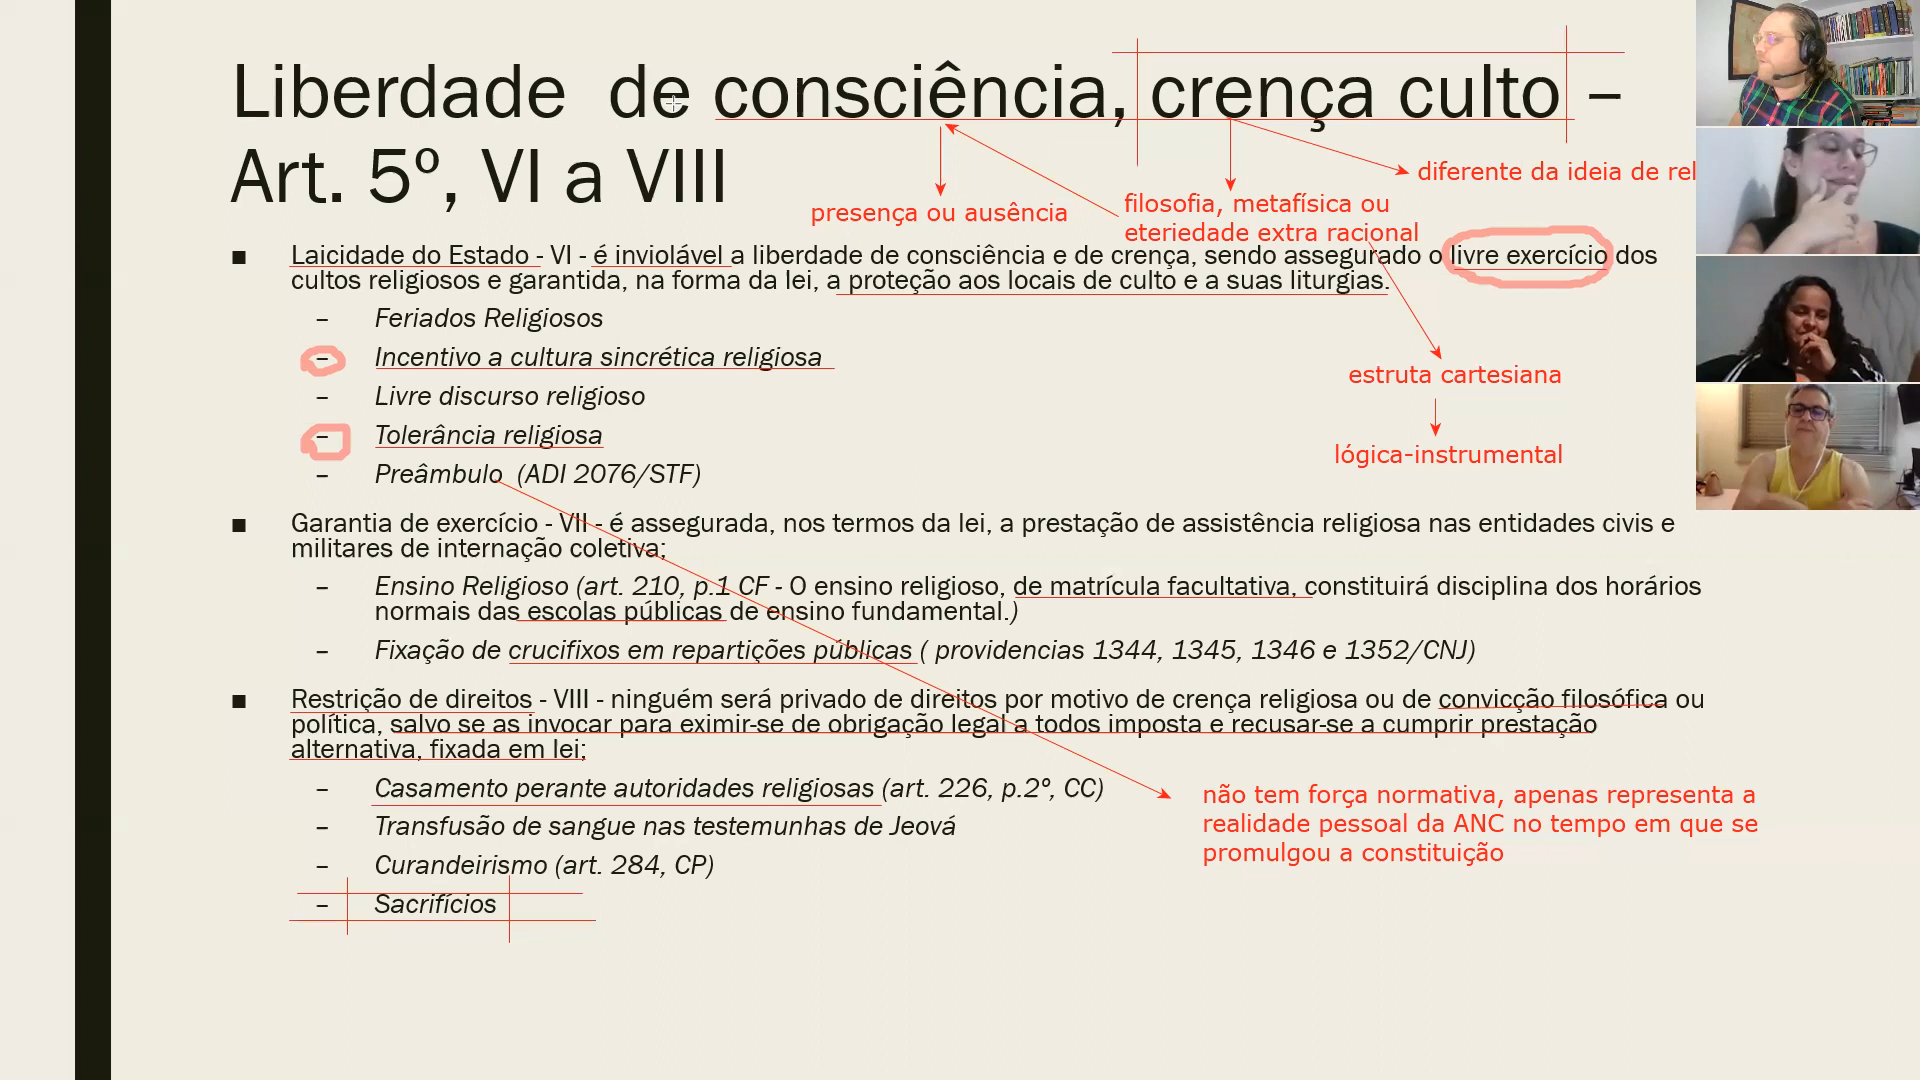 Liberdade de consciência, crença culto –
Art. 5º, VI a VIII
diferente da ideia de rel
presença ou ausência
filosofia, metafísica ou
eteriedade extra racional
■ Laicidade do Estado - VI - é inviolável a liberdade de consciência e de crença, sendo assegurado o livre exercício dos
cultos religiosos e garantida, na forma da lei, a proteção aos locais de culto e a suas liturgias.
– Feriados Religiosos
– Incentivo a cultura sincrética religiosa
estruta cartesiana
– Livre discurso religioso
– Tolerância religiosa
lógica-instrumental
– Preâmbulo (ADI 2076/STF)
■ Garantia de exercício - VII - é assegurada, nos termos da lei, a prestação de assistência religiosa nas entidades civis e
militares de internação coletiva;
– Ensino Religioso (art. 210, p.1 CF - O ensino religioso, de matrícula facultativa, constituirá disciplina dos horários
normais das escolas públicas de ensino fundamental.)
– Fixação de crucifixos em repartições públicas ( providencias 1344, 1345, 1346 e 1352/CNJ)
■ Restrição de direitos - VIII - ninguém será privado de direitos por motivo de crença religiosa ou de convicção filosófica ou
política, salvo se as invocar para eximir-se de obrigação legal a todos imposta e recusar-se a cumprir prestação
alternativa, fixada em lei;
– Casamento perante autoridades religiosas (art. 226, p.2º, CC)
– Transfusão de sangue nas testemunhas de Jeová
– Curandeirismo (art. 284, CP)
– Sacrifícios
não tem força normativa, apenas representa a
realidade pessoal da ANC no tempo em que se
promulgou a constituição